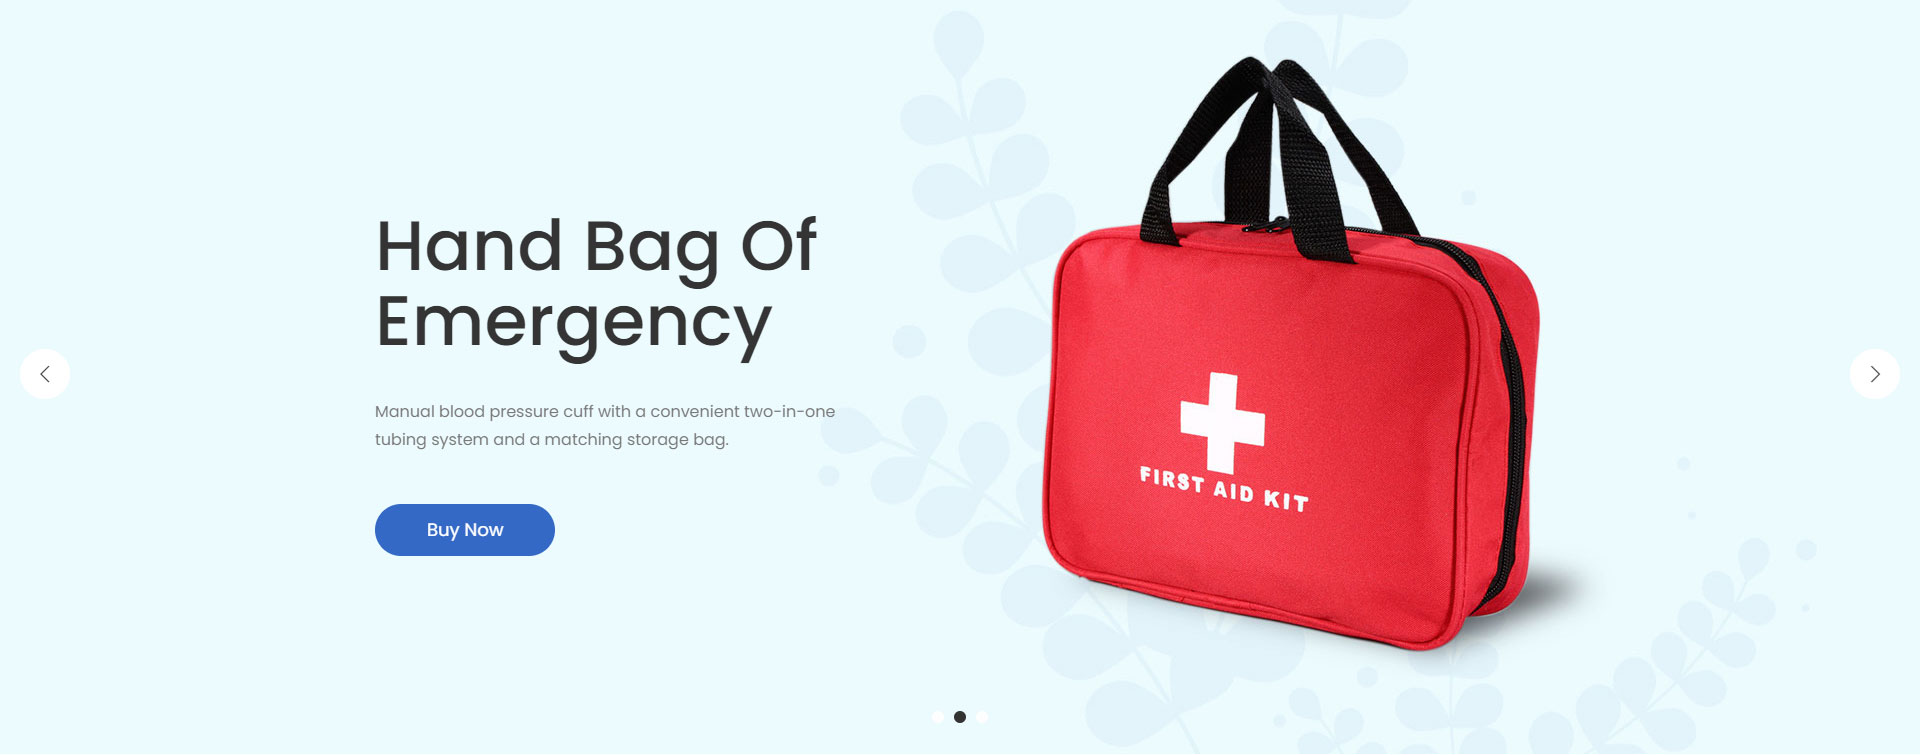 Hand Bag Of
Emergency
Manual blood pressure cuff with a convenient two-in-one
tubing system and a matching storage bag.
Buy Now
FIRST AID KIT